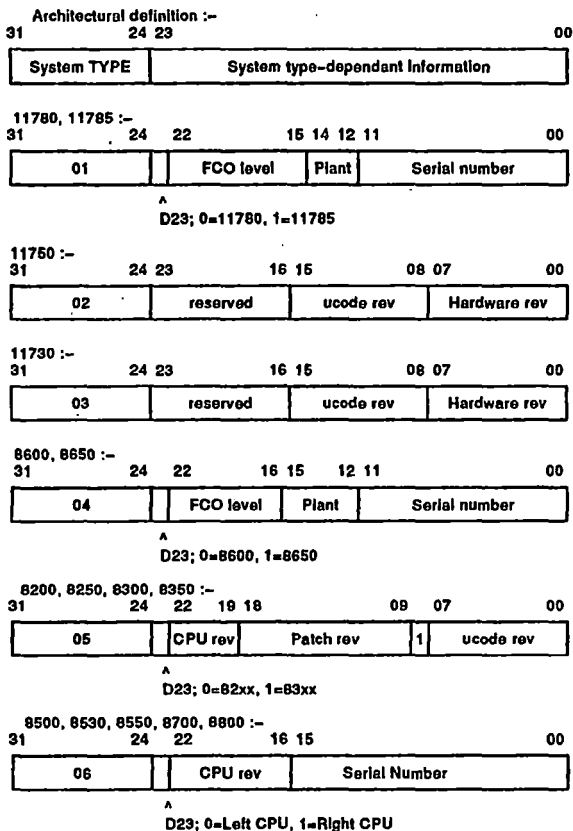 Architectural definition :-
31 24 23 00
System TYPE System type-dependant Information
11780, 11785 :-
31 24 22 15 14 12 11 00
01 FCO level Plant Serial number
^
D23; 0=11780, 1=11785
11750 :-
31 24 23 16 15 08 07 00
02 reserved ucode rev Hardware rev
11730 :-
31 24 23 16 15 08 07 00
03 reserved ucode rev Hardware rev
8600, 8650 :-
31 24 22 16 15 12 11 00
04 FCO level Plant Serial number
^
D23; 0=8600, 1=8650
8200, 8250, 8300, 8350 :-
31 24 22 19 18 09 07 00
05 CPU rev Patch rev 1 ucode rev
^
D23; 0=82xx, 1=83xx
8500, 8530, 8550, 8700, 8800 :-
31 24 22 16 15 00
06 CPU rev Serial Number
^
D23; 0=Left CPU, 1=Right CPU